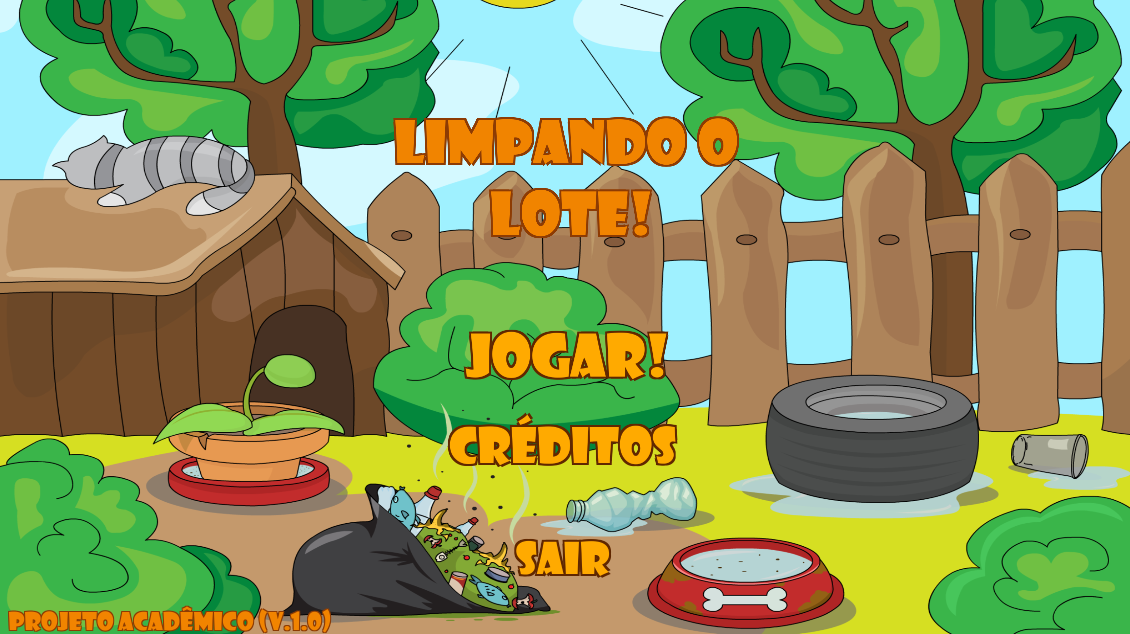 LIMPANDO O
LOTE!
JOGAR!
CRÉDITOS
SAIR
PROJETO ACADÊMICO (V.1.0)